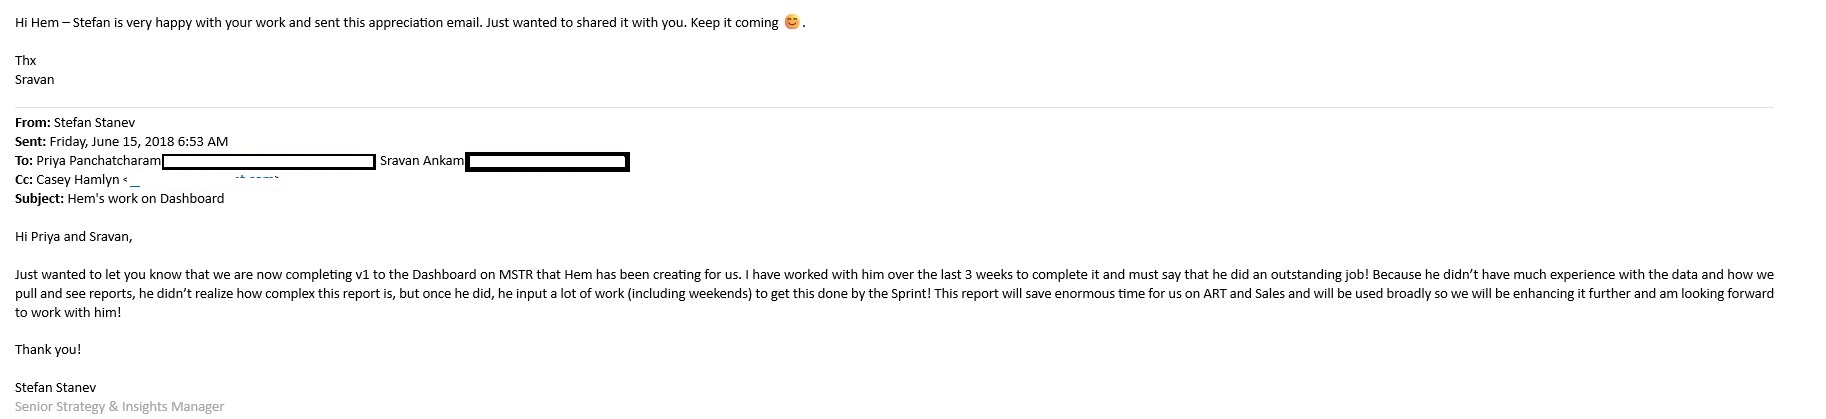 Hi Hem – Stefan is very happy with your work and sent this appreciation email. Just wanted to shared it with you. Keep it coming 😊.
Thx
Sravan
From: Stefan Stanev
Sent: Friday, June 15, 2018 6:53 AM
To: Priya Panchatcharam Sravan Ankam
Cc: Casey Hamlyn <
Subject: Hem's work on Dashboard
Hi Priya and Sravan,
Just wanted to let you know that we are now completing v1 to the Dashboard on MSTR that Hem has been creating for us. I have worked with him over the last 3 weeks to complete it and must say that he did an outstanding job! Because he didn’t have much experience with the data and how we
pull and see reports, he didn’t realize how complex this report is, but once he did, he input a lot of work (including weekends) to get this done by the Sprint! This report will save enormous time for us on ART and Sales and will be used broadly so we will be enhancing it further and am looking forward
to work with him!
Thank you!
Stefan Stanev
Senior Strategy & Insights Manager